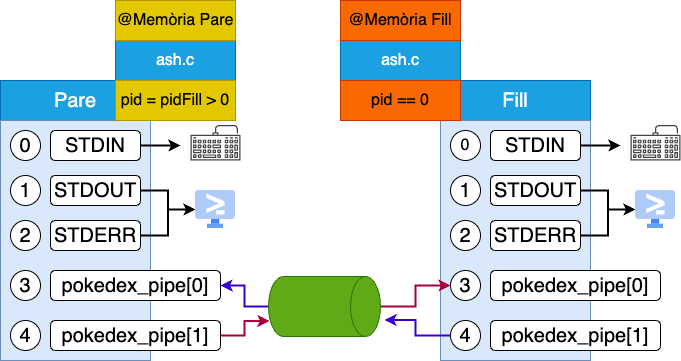 @Memòria Pare
ash.c
Pare
pid = pidFill > 0
0 STDIN
1 STDOUT
2 STDERR
3 pokedex_pipe[0]
4 pokedex_pipe[1]
@Memòria Fill
ash.c
pid == 0
Fill
0 STDIN
1 STDOUT
2 STDERR
3 pokedex_pipe[0]
4 pokedex_pipe[1]